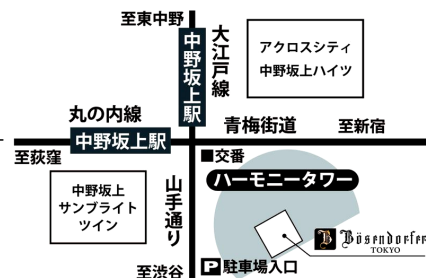 至東中野
大江戸線
中野坂上駅
アクロスシティ
中野坂上ハイツ
丸の内線
中野坂上駅
青梅街道
至新宿
至荻窪
■交番
ハーモニータワー
中野坂上
サンブライト
ツイン
山手通り
B Bösendorfer
TOKYO
至渋谷
P 駐車場入口